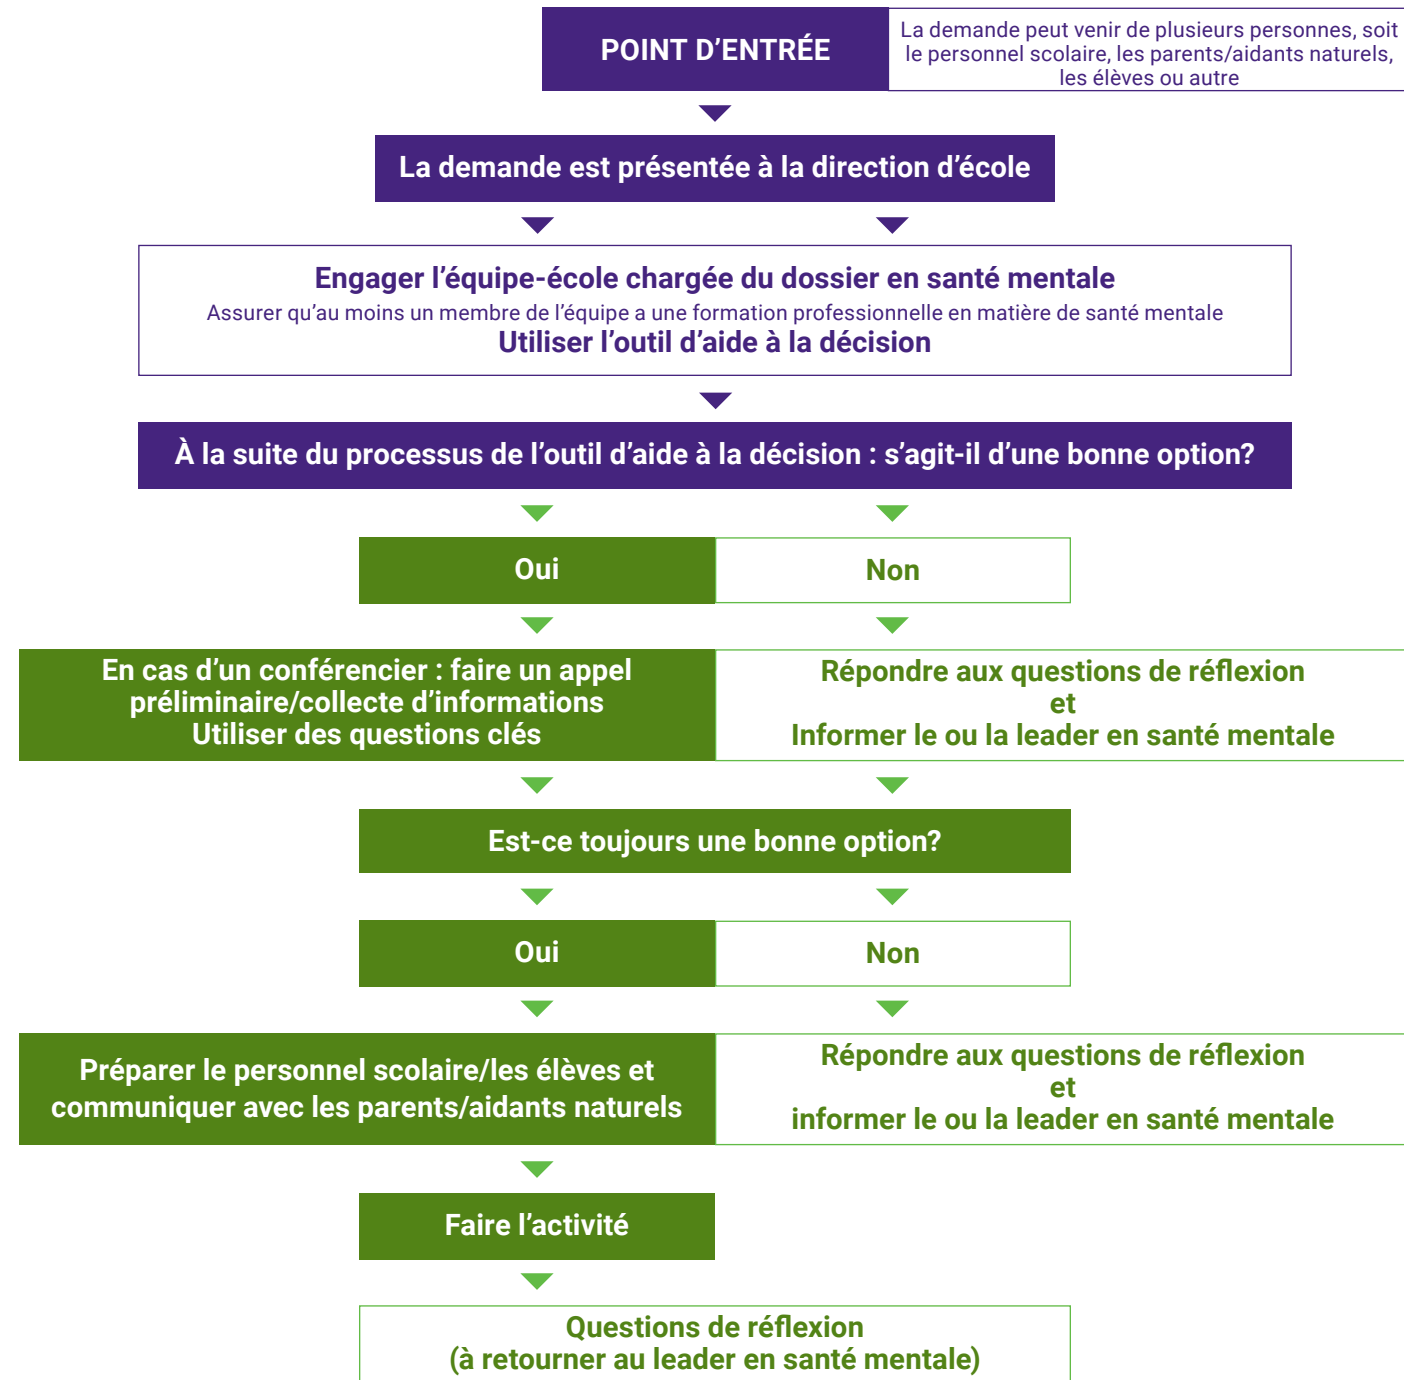 POINT D’ENTRÉE
La demande peut venir de plusieurs personnes, soit
le personnel scolaire, les parents/aidants naturels,
les élèves ou autre
La demande est présentée à la direction d’école
Engager l’équipe-école chargée du dossier en santé mentale
Assurer qu’au moins un membre de l’équipe a une formation professionnelle en matière de santé mentale
Utiliser l’outil d’aide à la décision
À la suite du processus de l’outil d’aide à la décision : s’agit-il d’une bonne option?
Oui
Non
En cas d’un conférencier : faire un appel
préliminaire/collecte d’informations
Utiliser des questions clés
Répondre aux questions de réflexion
et
Informer le ou la leader en santé mentale
Est-ce toujours une bonne option?
Oui
Non
Préparer le personnel scolaire/les élèves et
communiquer avec les parents/aidants naturels
Répondre aux questions de réflexion
et
informer le ou la leader en santé mentale
Faire l’activité
Questions de réflexion
(à retourner au leader en santé mentale)